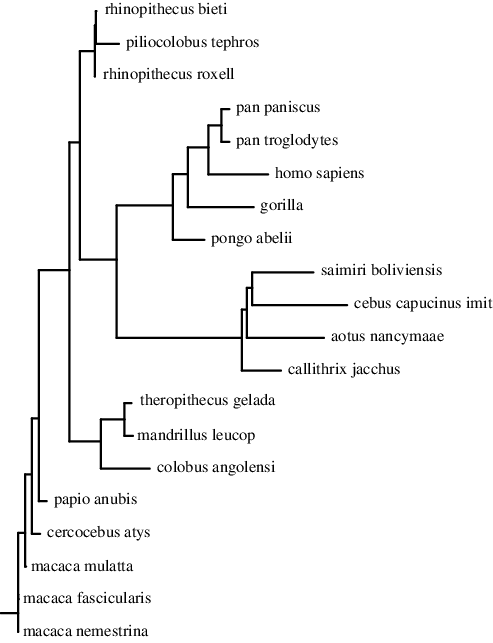 rhinopithecus bieti
piliocolobus tephros
rhinopithecus roxell
pan paniscus
pan troglodytes
homo sapiens
gorilla
pongo abelii
saimiri boliviensis
cebus capucinus imit
aotus nancymaae
callithrix jacchus
theropithecus gelada
mandrillus leucop
colobus angolensi
papio anubis
cercocebus atys
macaca mulatta
macaca fascicularis
macaca nemestrina